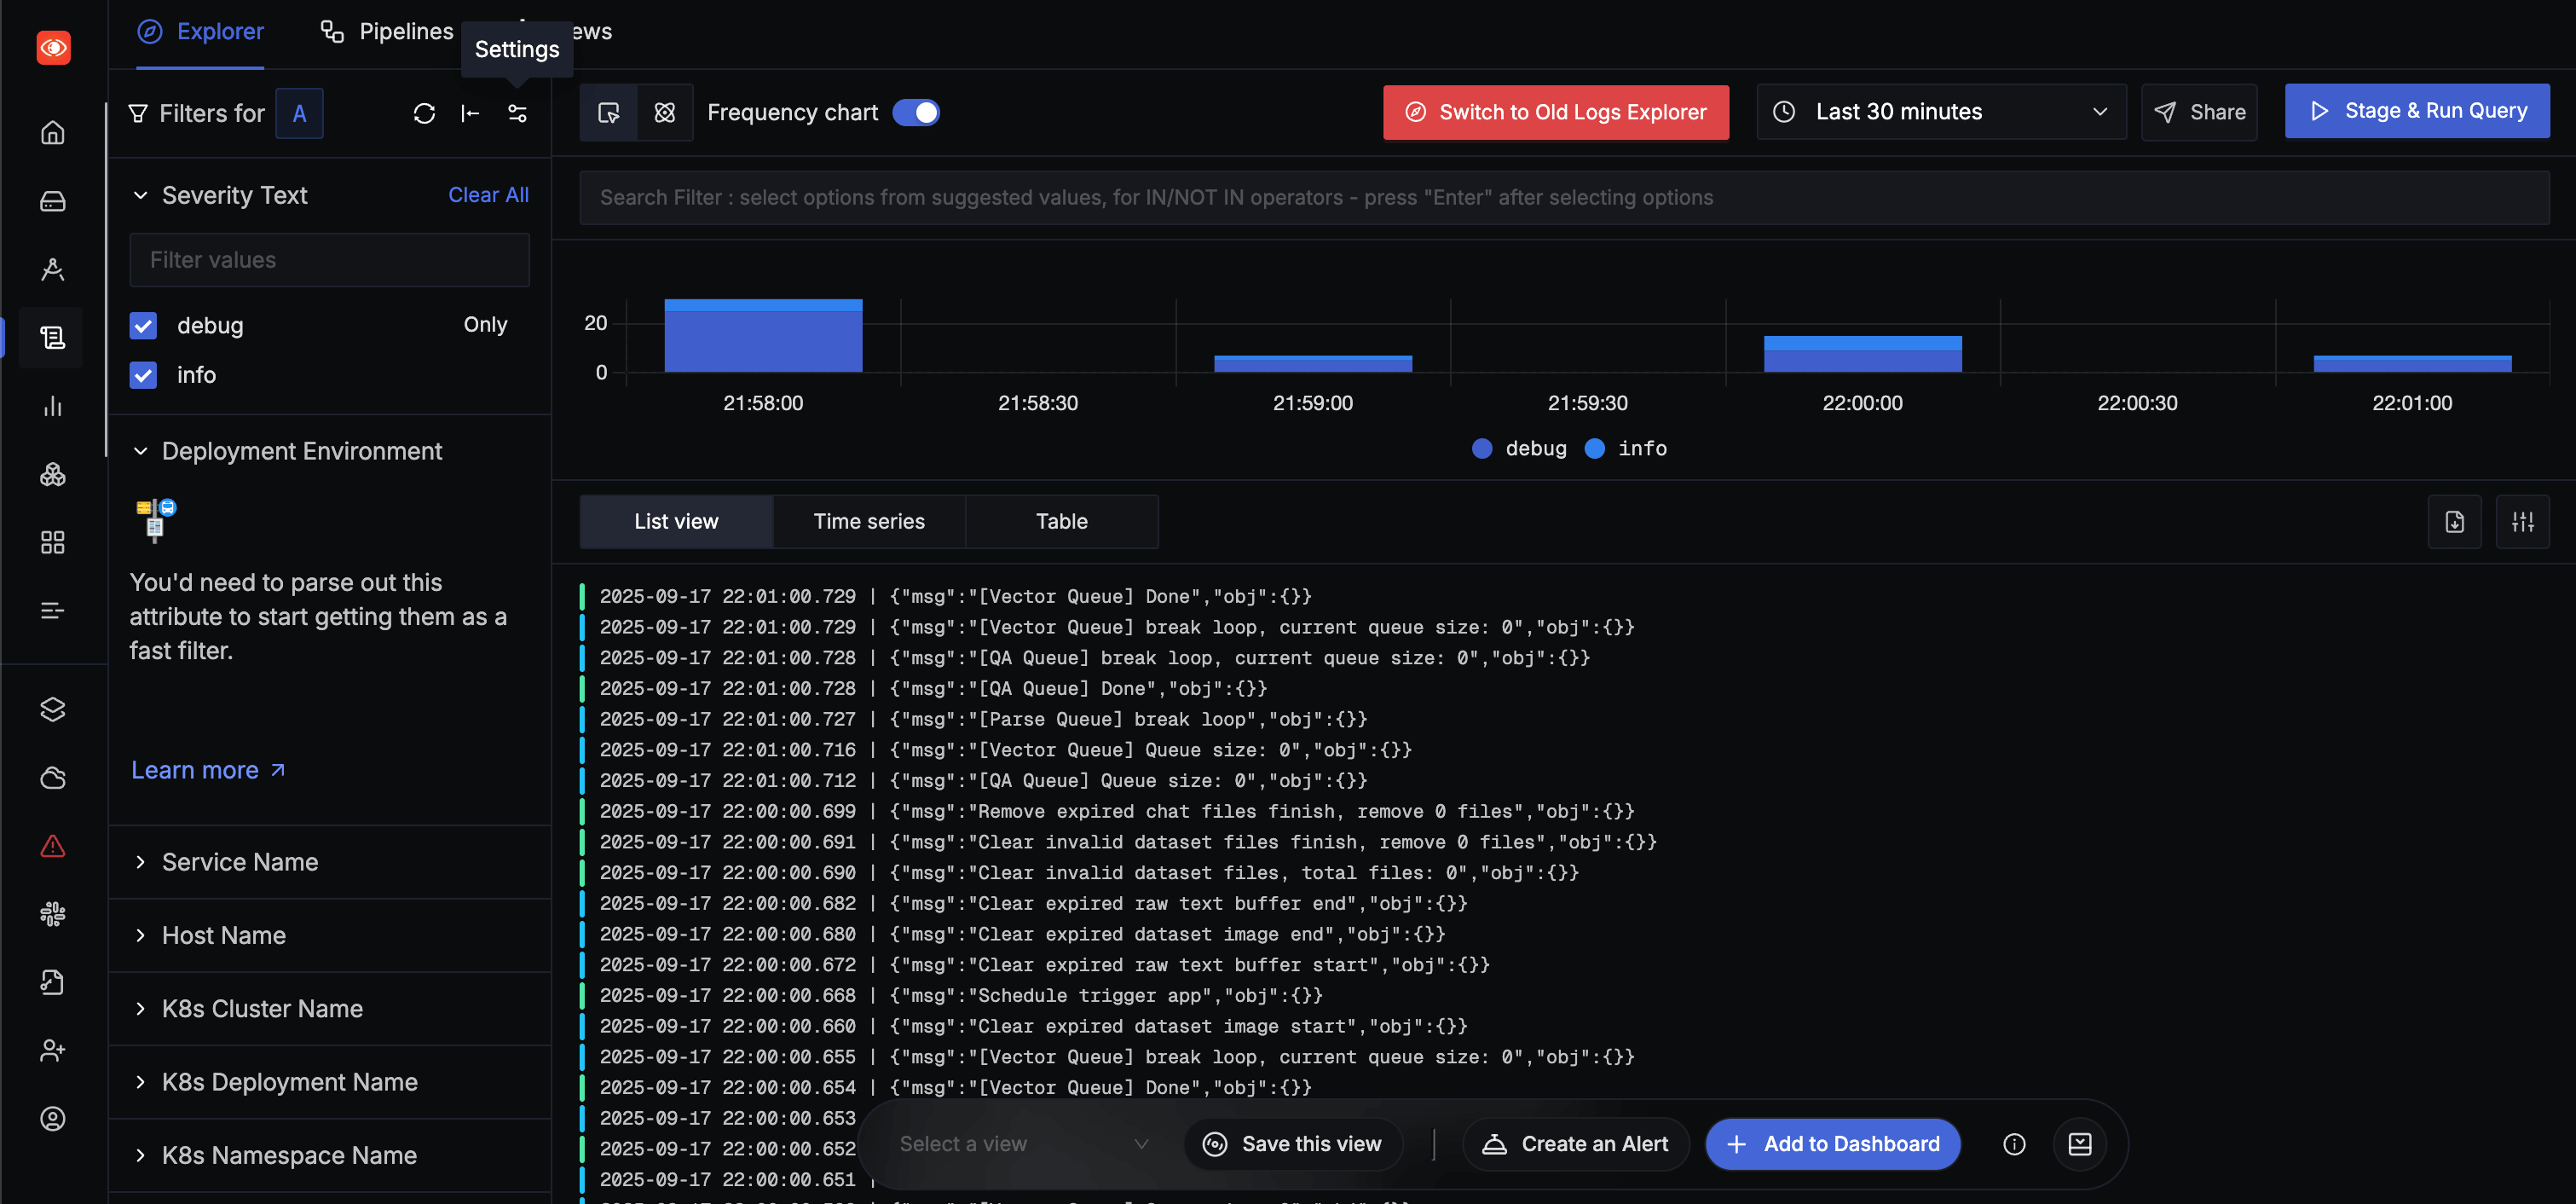 Explorer
Pipelines
ews
Settings
Filters for
A
Frequency chart
Switch to Old Logs Explorer
Last 30 minutes
Share
Stage & Run Query
Severity Text
Clear All
Filter values
debug
Only
info
Deployment Environment
You'd need to parse out this
attribute to start getting them as a
fast filter.
Learn more
Service Name
Host Name
K8s Cluster Name
K8s Deployment Name
K8s Namespace Name
Search Filter : select options from suggested values, for IN/NOT IN operators - press "Enter" after selecting options
20
0
21:58:00
21:58:30
21:59:00
21:59:30
22:00:00
22:00:30
22:01:00
debug
info
List view
Time series
Table
2025-09-17 22:01:00.729 | {"msg":"[Vector Queue] Done","obj":{}}
2025-09-17 22:01:00.729 | {"msg":"[Vector Queue] break loop, current queue size: 0","obj":{}}
2025-09-17 22:01:00.728 | {"msg":"[QA Queue] break loop, current queue size: 0","obj":{}}
2025-09-17 22:01:00.728 | {"msg":"[QA Queue] Done","obj":{}}
2025-09-17 22:01:00.727 | {"msg":"[Parse Queue] break loop","obj":{}}
2025-09-17 22:01:00.716 | {"msg":"[Vector Queue] Queue size: 0","obj":{}}
2025-09-17 22:01:00.712 | {"msg":"[QA Queue] Queue size: 0","obj":{}}
2025-09-17 22:00:00.699 | {"msg":"Remove expired chat files finish, remove 0 files","obj":{}}
2025-09-17 22:00:00.691 | {"msg":"Clear invalid dataset files finish, remove 0 files","obj":{}}
2025-09-17 22:00:00.690 | {"msg":"Clear invalid dataset files, total files: 0","obj":{}}
2025-09-17 22:00:00.682 | {"msg":"Clear expired raw text buffer end","obj":{}}
2025-09-17 22:00:00.680 | {"msg":"Clear expired dataset image end","obj":{}}
2025-09-17 22:00:00.672 | {"msg":"Clear expired raw text buffer start","obj":{}}
2025-09-17 22:00:00.668 | {"msg":"Schedule trigger app","obj":{}}
2025-09-17 22:00:00.660 | {"msg":"Clear expired dataset image start","obj":{}}
2025-09-17 22:00:00.655 | {"msg":"[Vector Queue] break loop, current queue size: 0","obj":{}}
2025-09-17 22:00:00.654 | {"msg":"[Vector Queue] Done","obj":{}}
2025-09-17 22:00:00.653
2025-09-17 22:00:00.652
2025-09-17 22:00:00.651
Select a view
Save this view
Create an Alert
Add to Dashboard